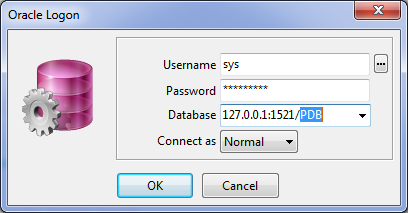 Oracle Logon
Username sys
Password *********
Database 127.0.0.1:1521/PDB
Connect as Normal
OK Cancel